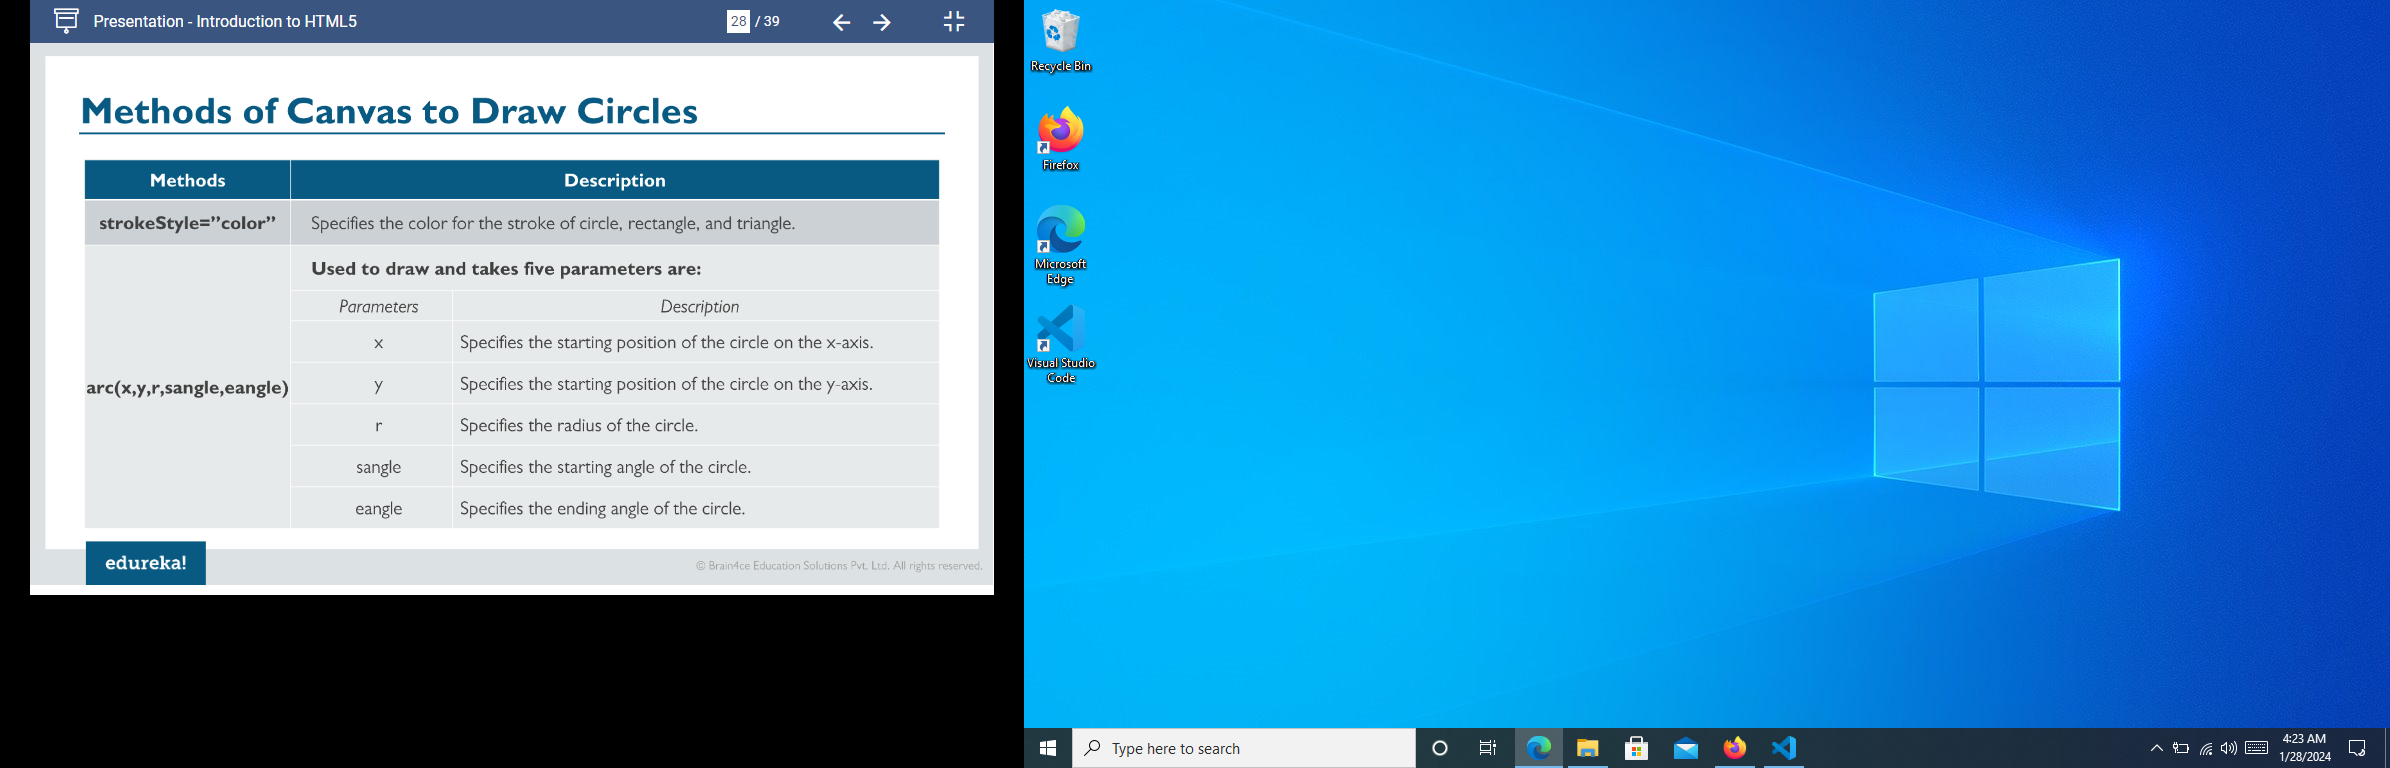 Presentation - Introduction to HTML5
28 / 39
Methods of Canvas to Draw Circles
Methods Description
strokeStyle=”color” Specifies the color for the stroke of circle, rectangle, and triangle.
Used to draw and takes five parameters are:
Parameters Description
x Specifies the starting position of the circle on the x-axis.
y Specifies the starting position of the circle on the y-axis.
arc(x,y,r,sangle,eangle)
r Specifies the radius of the circle.
sangle Specifies the starting angle of the circle.
eangle Specifies the ending angle of the circle.
edureka!
© Brain4ce Education Solutions Pvt. Ltd. All rights reserved.
Recycle Bin
Firefox
Microsoft
Edge
Visual Studio
Code
Type here to search
4:23 AM
1/28/2024